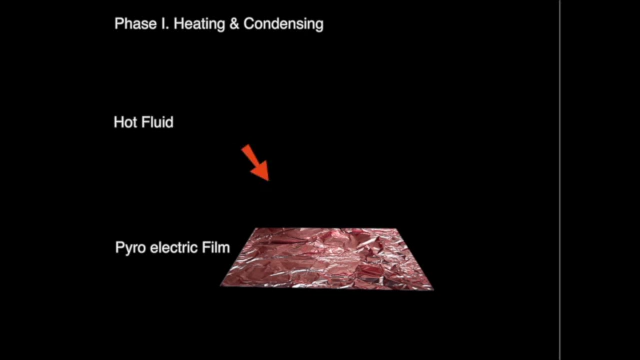 Phase I. Heating & Condensing
Hot Fluid
Pyro electric Film